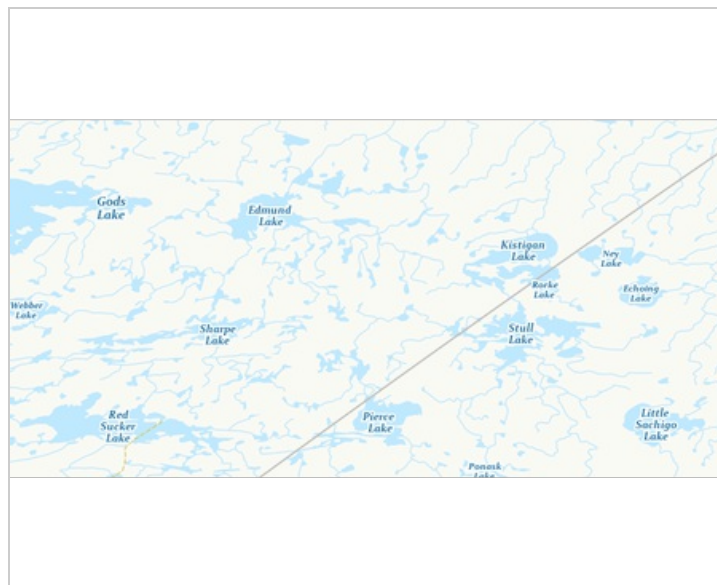 Gods
Lake
Edmund
Lake
Kistigan
Lake
Ney
Lake
Rorke
Lake
Echoing
Lake
Webber
Lake
Sharpe
Lake
Stull
Lake
Red
Sucker
Lake
Pierce
Lake
Little
Sachigo
Lake
Ponask
Lake